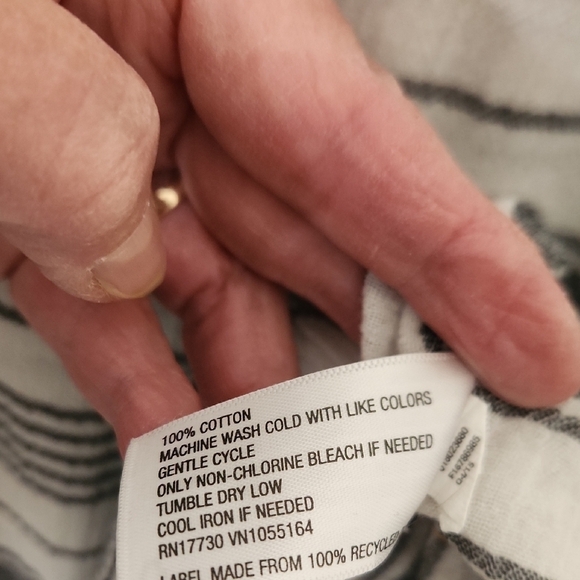 100% COTTON
MACHINE WASH COLD WITH LIKE COLORS
GENTLE CYCLE
ONLY NON-CHLORINE BLEACH IF NEEDED
TUMBLE DRY LOW
COOL IRON IF NEEDED
RN17730 VN1055164
LABEL MADE FROM 100% RECYCLED